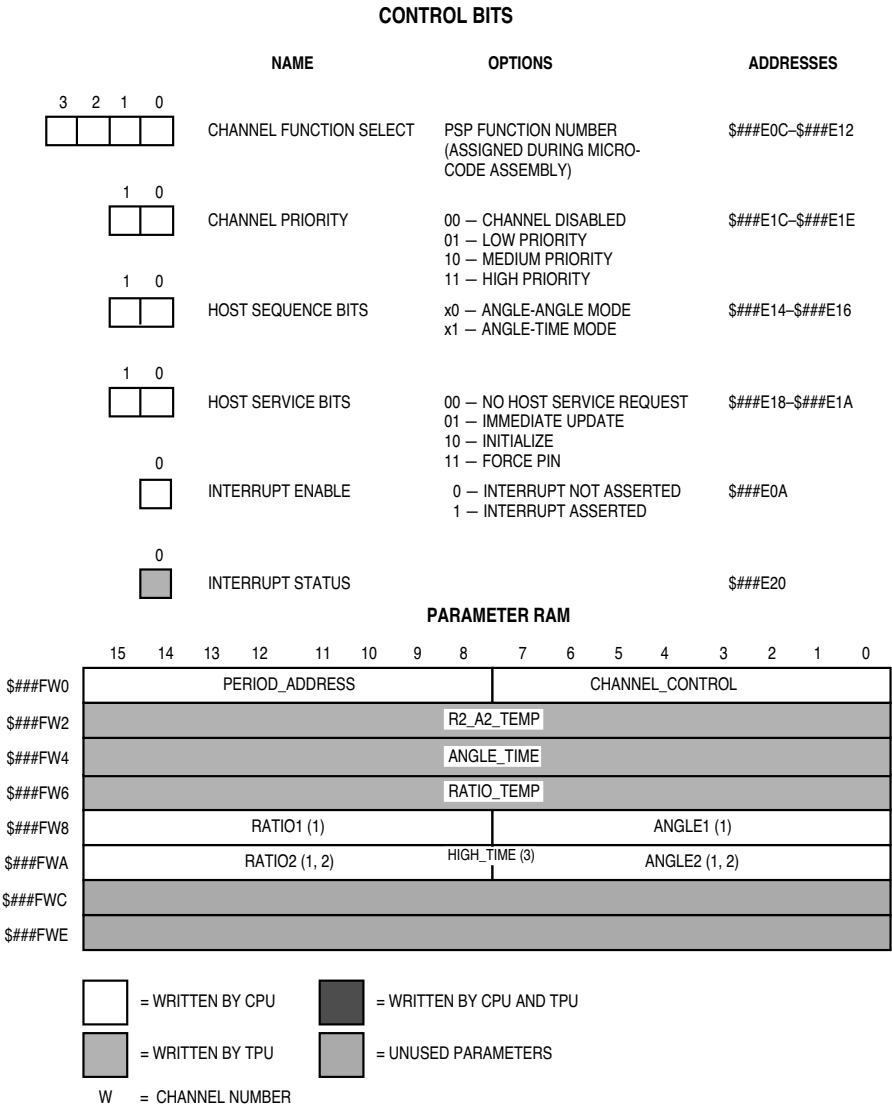 CONTROL BITS
NAME OPTIONS ADDRESSES
3 2 1 0
CHANNEL FUNCTION SELECT PSP FUNCTION NUMBER $###E0C–$###E12
(ASSIGNED DURING MICRO-
CODE ASSEMBLY)
1 0
CHANNEL PRIORITY 00 — CHANNEL DISABLED $###E1C–$###E1E
01 — LOW PRIORITY
10 — MEDIUM PRIORITY
11 — HIGH PRIORITY
1 0
HOST SEQUENCE BITS x0 — ANGLE-ANGLE MODE $###E14–$###E16
x1 — ANGLE-TIME MODE
1 0
HOST SERVICE BITS 00 — NO HOST SERVICE REQUEST $###E18–$###E1A
01 — IMMEDIATE UPDATE
10 — INITIALIZE
11 — FORCE PIN
0
INTERRUPT ENABLE 0 — INTERRUPT NOT ASSERTED $###E0A
1 — INTERRUPT ASSERTED
0
INTERRUPT STATUS $###E20
PARAMETER RAM
15 14 13 12 11 10 9 8 7 6 5 4 3 2 1 0
$###FW0 PERIOD_ADDRESS CHANNEL_CONTROL
$###FW2 R2_A2_TEMP
$###FW4 ANGLE_TIME
$###FW6 RATIO_TEMP
$###FW8 RATIO1 (1) ANGLE1 (1)
$###FWA RATIO2 (1, 2) HIGH_TIME (3) ANGLE2 (1, 2)
$###FWC
$###FWE
= WRITTEN BY CPU = WRITTEN BY CPU AND TPU
= WRITTEN BY TPU = UNUSED PARAMETERS
W = CHANNEL NUMBER